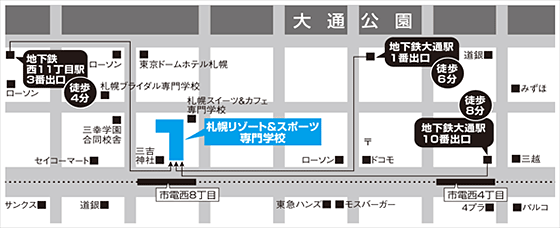 大通公園
地下鉄
西11丁目駅
3番出口
徒歩
4分
ローソン
東京ドームホテル札幌
地下鉄大通駅
1番出口
徒歩
6分
道銀
ローソン
札幌ブライダル専門学校
札幌スイーツ&カフェ
専門学校
みずほ
徒歩
8分
三幸学園
合同校舎
札幌リゾート&スポーツ
専門学校
〒
地下鉄大通駅
10番出口
セイコーマート
三吉
神社
ローソン
ドコモ
三越
市電西8丁目
市電西4丁目
サンクス
道銀
東急ハンズ
モスバーガー
4プラ
パルコ